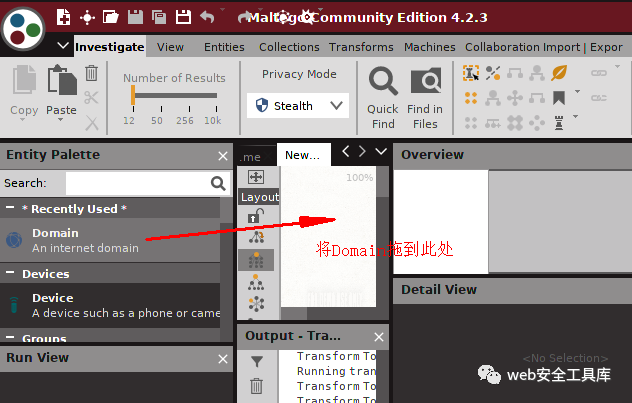 Maltego Community Edition 4.2.3
Investigate View Entities Collections Transforms Machines Collaboration Import | Expor
Number of Results
Privacy Mode
Copy Paste
12 50 256 10k
Stealth
Quick Find
Find in Files
Entity Palette
.me New...
Overview
Search:
100%
Layout
* Recently Used *
Domain
An internet domain
将Domain拖到此处
Devices
Device
A device such as a phone or came
Detail View
Groups
Output - Tra...
Run View
<No Selection>
Transform To
Running tran
Transform To
Transform To
web安全工具库